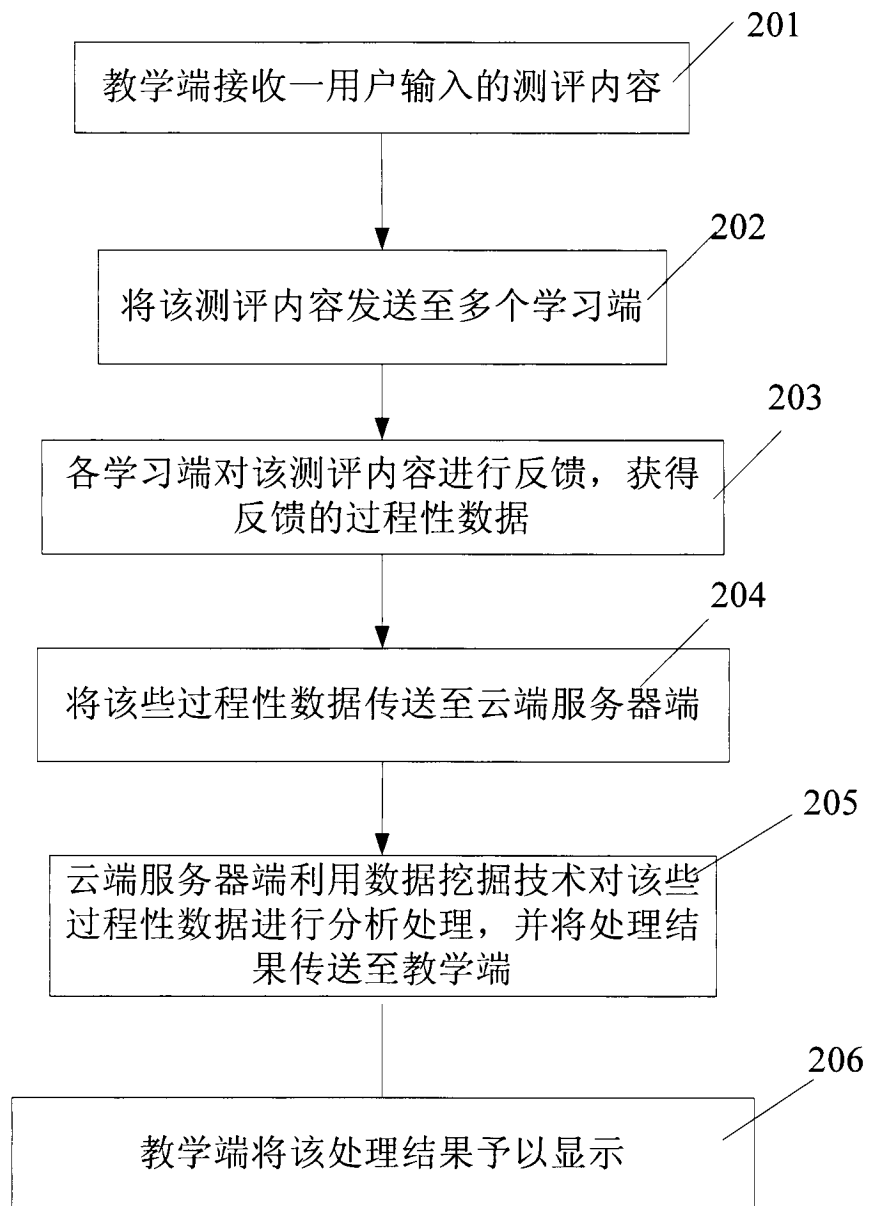 201
教学端接收一用户输入的测评内容
202
将该测评内容发送至多个学习端
203
各学习端对该测评内容进行反馈，获得
反馈的过程性数据
204
将该些过程性数据传送至云端服务器端
205
云端服务器端利用数据挖掘技术对该些
过程性数据进行分析处理，并将处理结
果传送至教学端
206
教学端将该处理结果予以显示